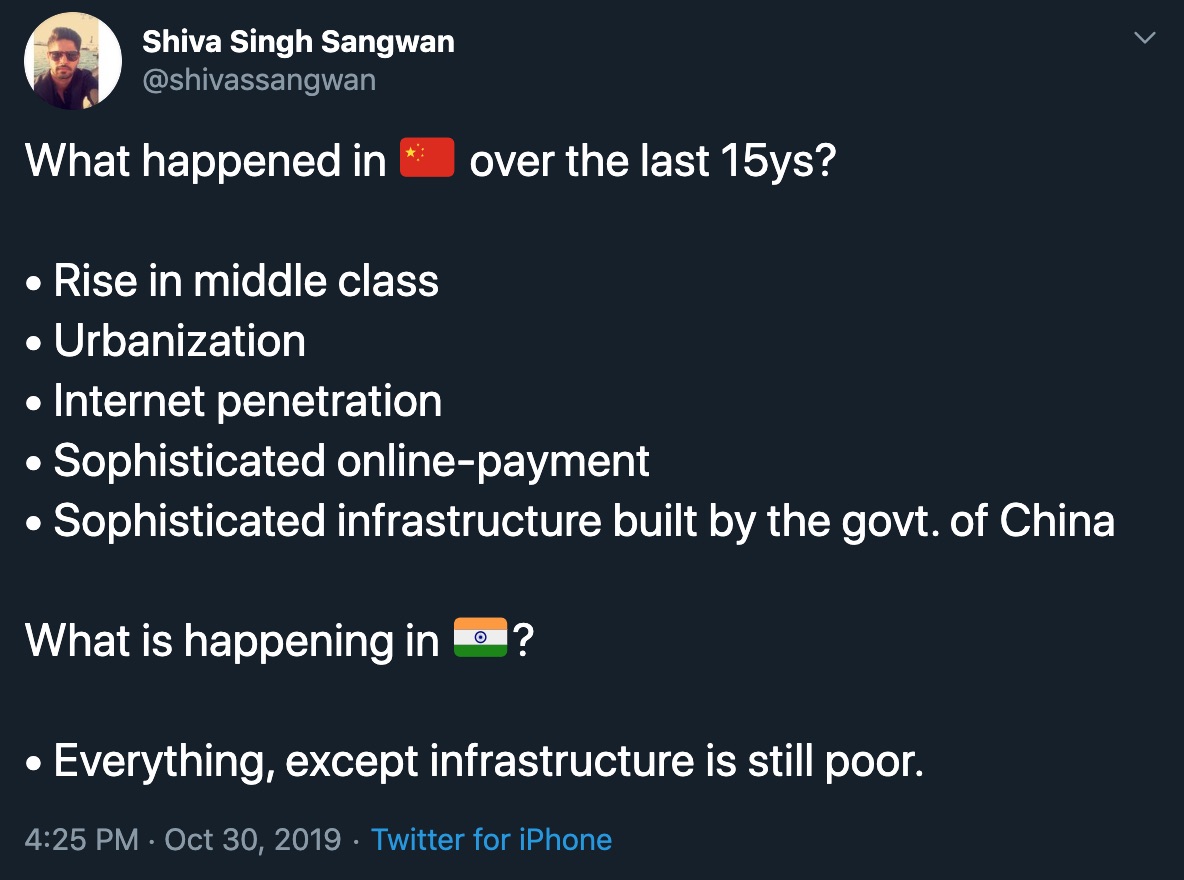 Shiva Singh Sangwan
@shivassangwan
What happened in 🇨🇳 over the last 15ys?
• Rise in middle class
• Urbanization
• Internet penetration
• Sophisticated online-payment
• Sophisticated infrastructure built by the govt. of China
What is happening in 🇮🇳?
• Everything, except infrastructure is still poor.
4:25 PM · Oct 30, 2019 · Twitter for iPhone